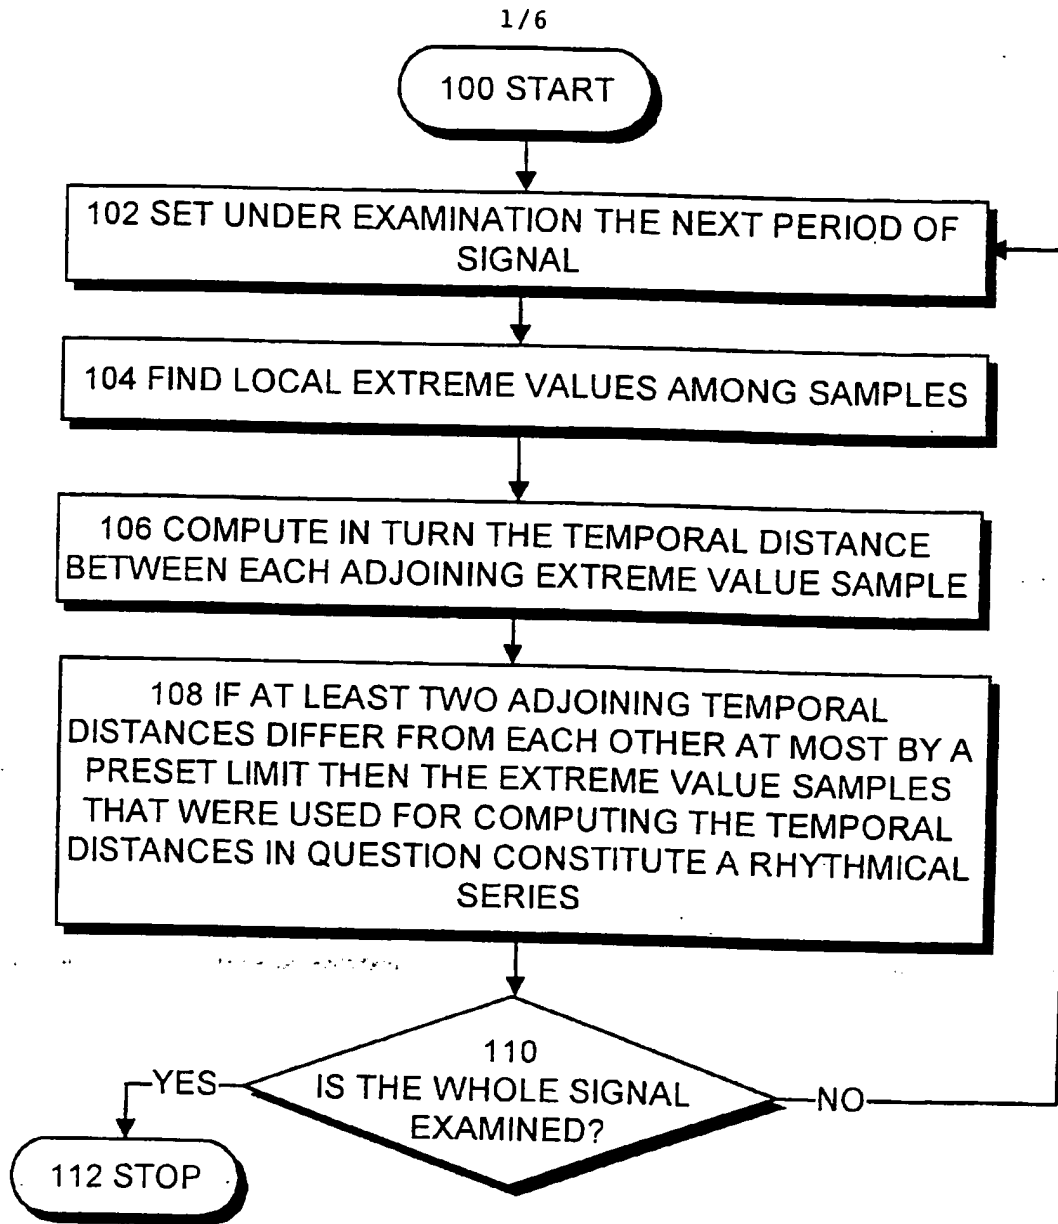 1/6
100 START
102 SET UNDER EXAMINATION THE NEXT PERIOD OF
SIGNAL
104 FIND LOCAL EXTREME VALUES AMONG SAMPLES
106 COMPUTE IN TURN THE TEMPORAL DISTANCE
BETWEEN EACH ADJOINING EXTREME VALUE SAMPLE
108 IF AT LEAST TWO ADJOINING TEMPORAL
DISTANCES DIFFER FROM EACH OTHER AT MOST BY A
PRESET LIMIT THEN THE EXTREME VALUE SAMPLES
THAT WERE USED FOR COMPUTING THE TEMPORAL
DISTANCES IN QUESTION CONSTITUTE A RHYTHMICAL
SERIES
110
IS THE WHOLE SIGNAL
EXAMINED?
YES
NO
112 STOP